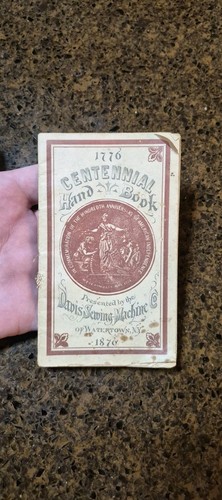 1776
CENTENNIAL
Hand Book
Presented by the
Davis Sewing Machine Co
OF WATERTOWN, N.Y.
1876